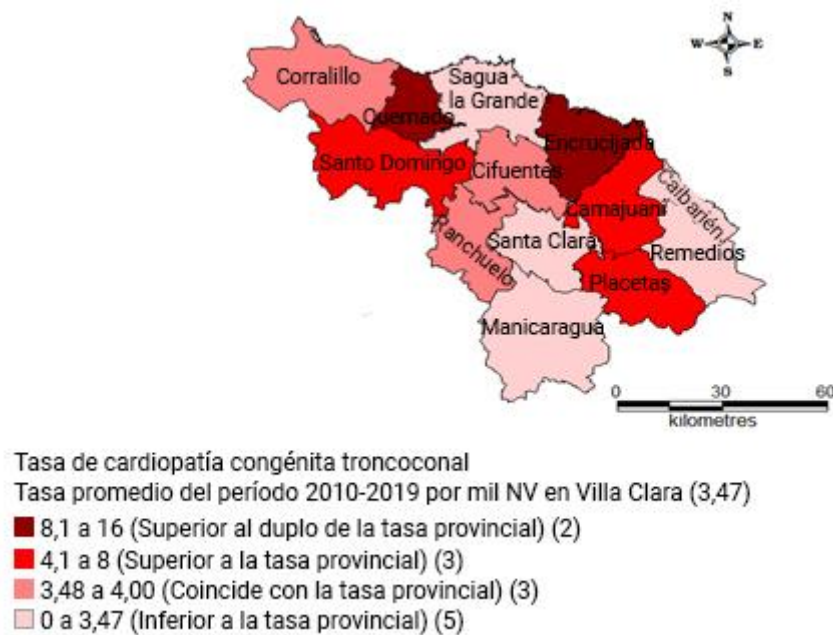 N
W E
S
Corralillo
Sagua
la Grande
Quemado
Encrucijada
Santo Domingo
Cifuentes
Caibarién
Camajuaní
Ranchuelo
Santa Clara
Remedios
Placetas
Manicaragua
0 30 60
kilometres
Tasa de cardiopatía congénita troncoconal
Tasa promedio del período 2010-2019 por mil NV en Villa Clara (3,47)
8,1 a 16 (Superior al duplo de la tasa provincial) (2)
4,1 a 8 (Superior a la tasa provincial) (3)
3,48 a 4,00 (Coincide con la tasa provincial) (3)
0 a 3,47 (Inferior a la tasa provincial) (5)